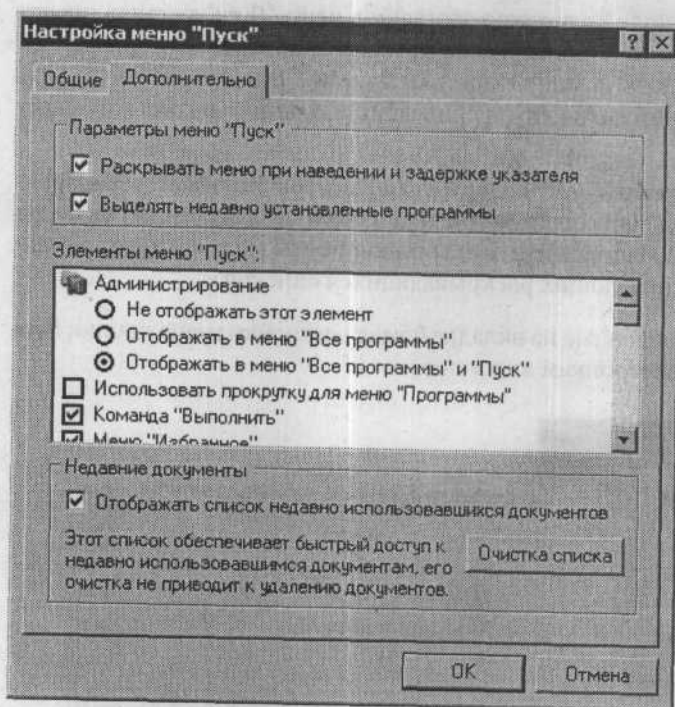 Настройка меню "Пуск"
Общие
Дополнительно
Параметры меню "Пуск"
Раскрывать меню при наведении и задержке указателя
Выделять недавно установленные программы
Элементы меню "Пуск":
Администрирование
Не отображать этот элемент
Отображать в меню "Все программы"
Отображать в меню "Все программы" и "Пуск"
Использовать прокрутку для меню "Программы"
Команда "Выполнить"
Меню "Избранное"
Недавние документы
Отображать список недавно использовавшихся документов
Этот список обеспечивает быстрый доступ к
недавно использовавшимся документам, его
очистка не приводит к удалению документов.
Очистка списка
OK
Отмена